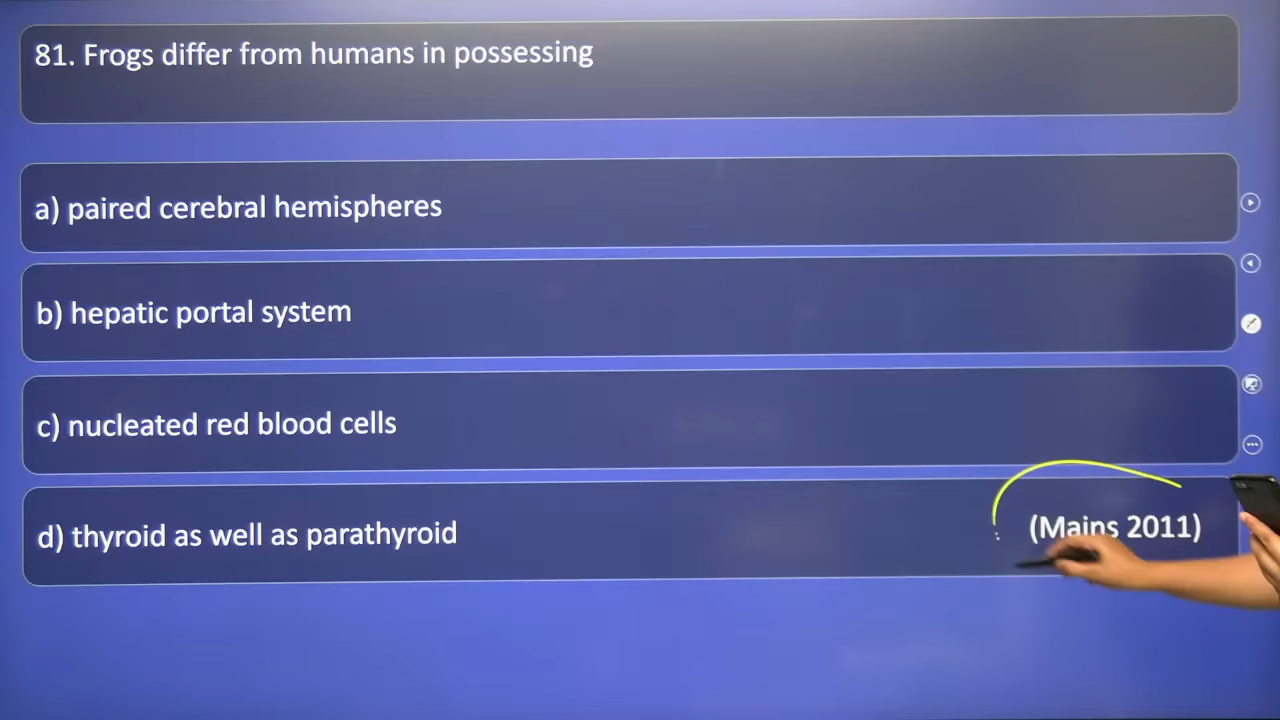 81. Frogs differ from humans in possessing
a) paired cerebral hemispheres
b) hepatic portal system
c) nucleated red blood cells
d) thyroid as well as parathyroid
(Mains 2011)